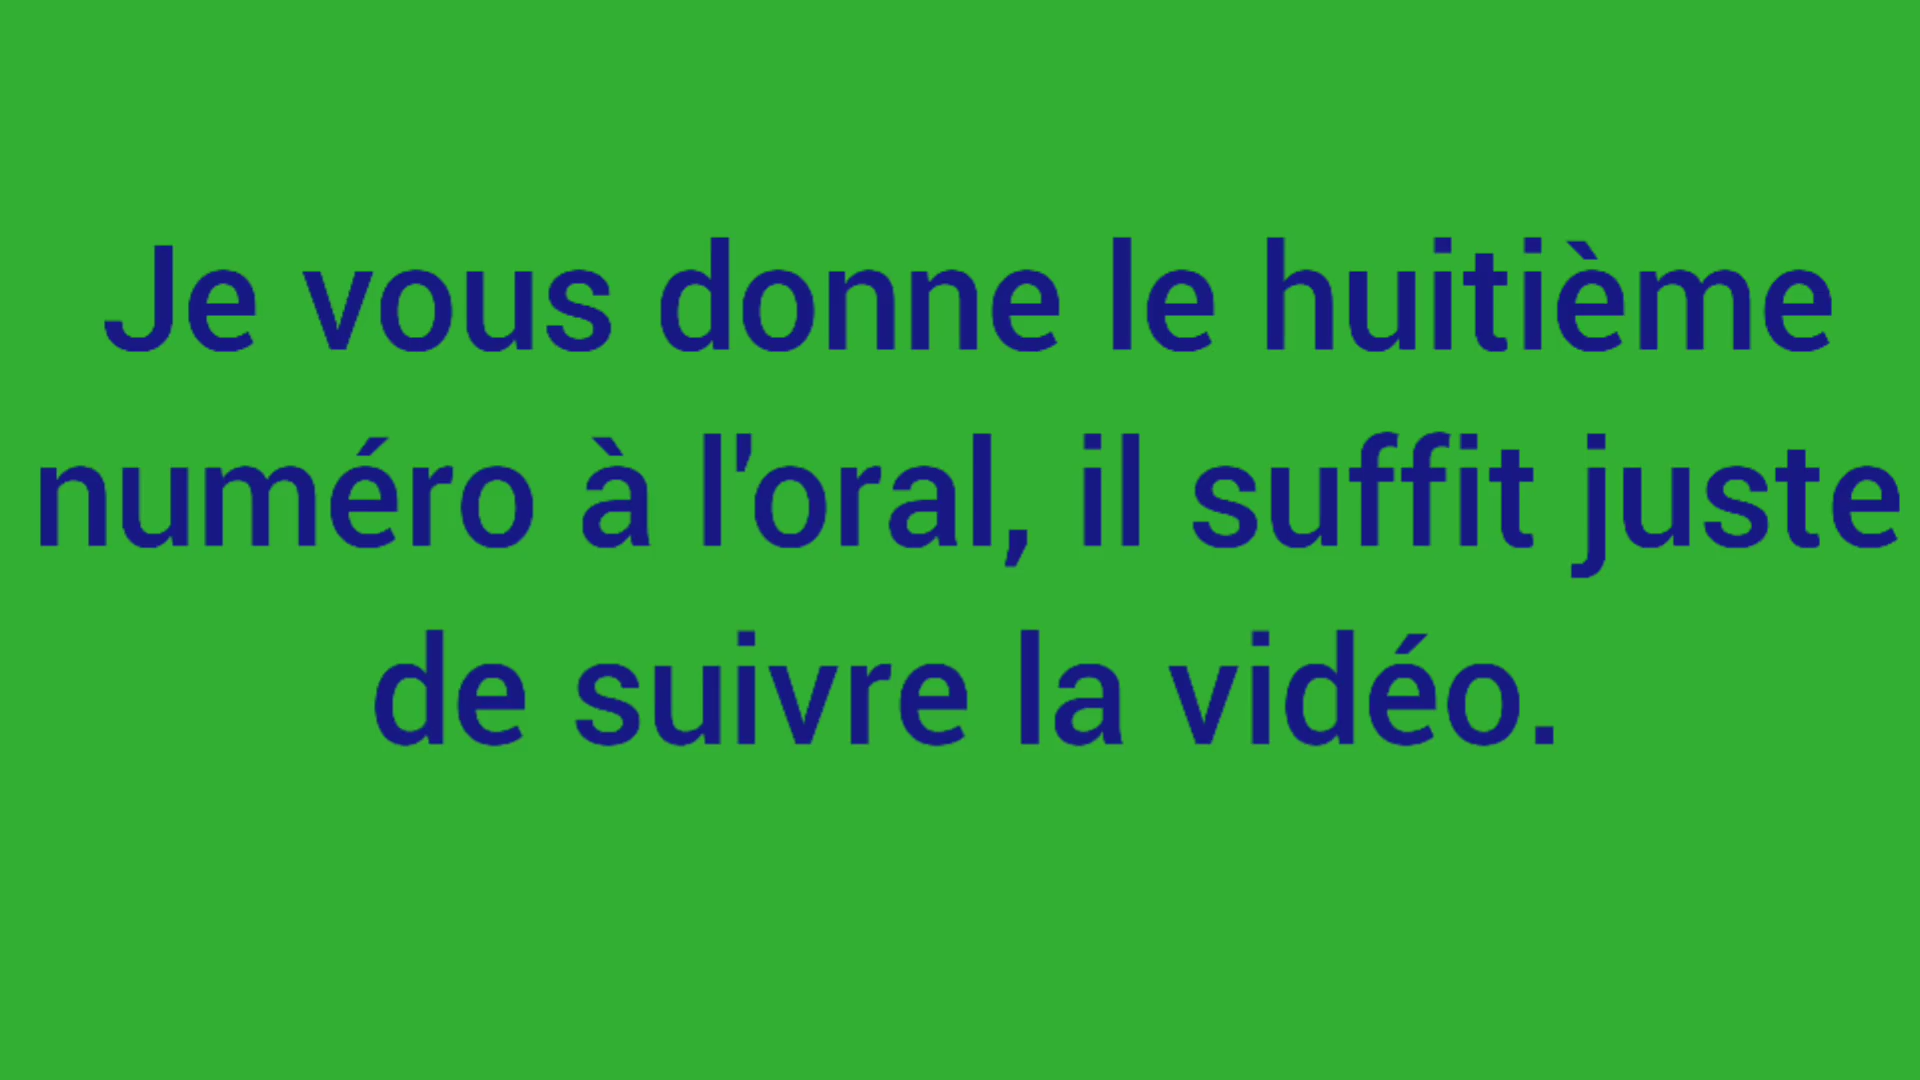 Je vous donne le huitième
numéro à l'oral, il suffit juste
de suivre la vidéo.